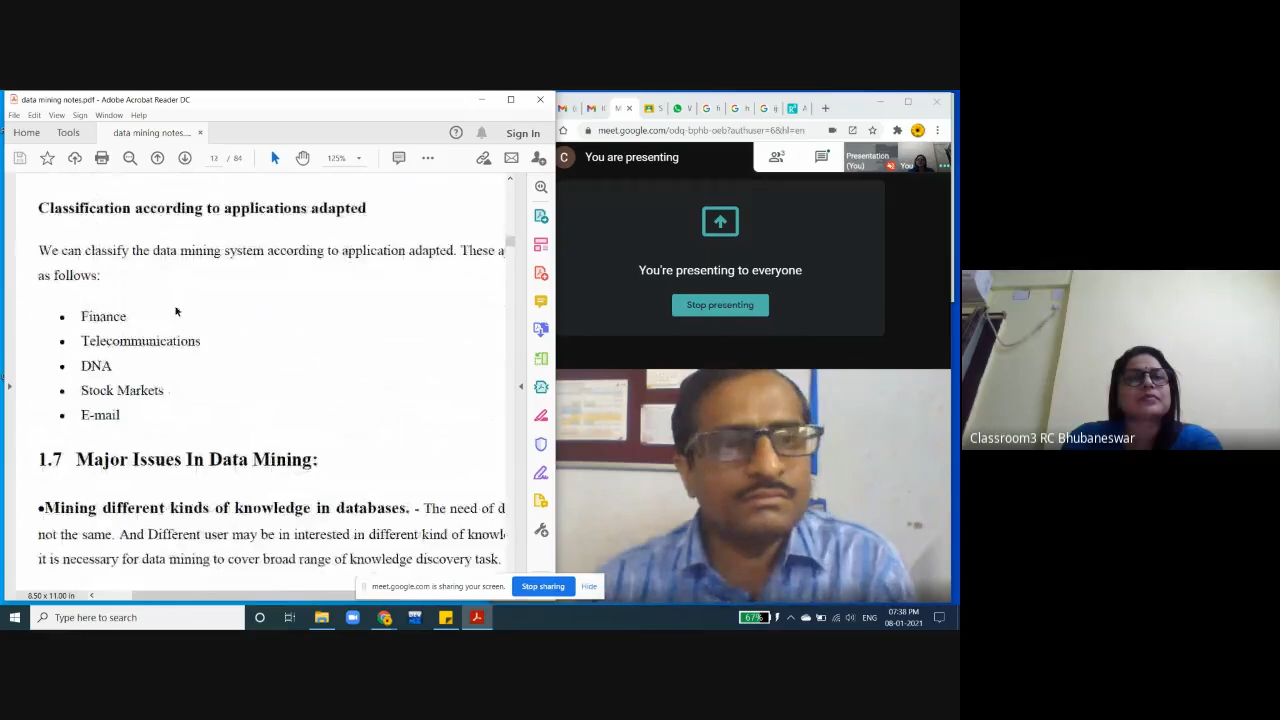 data mining notes.pdf - Adobe Acrobat Reader DC
File Edit View Sign Window Help
Home Tools data mining notes.... × Sign In
12 / 84 125%
Classification according to applications adapted
We can classify the data mining system according to application adapted. These a
as follows:
• Finance
• Telecommunications
• DNA
• Stock Markets
• E-mail
1.7 Major Issues In Data Mining:
•Mining different kinds of knowledge in databases. - The need of d
not the same. And Different user may be in interested in different kind of knowl
it is necessary for data mining to cover broad range of knowledge discovery task.
8.50 x 11.00 in
meet.google.com is sharing your screen. Stop sharing Hide
meet.google.com/odq-bphb-oeb?authuser=6&hl=en
C You are presenting
3
Presentation
(You) You
You're presenting to everyone
Stop presenting
Classroom3 RC Bhubaneswar
Type here to search
67% ENG
07:38 PM
08-01-2021